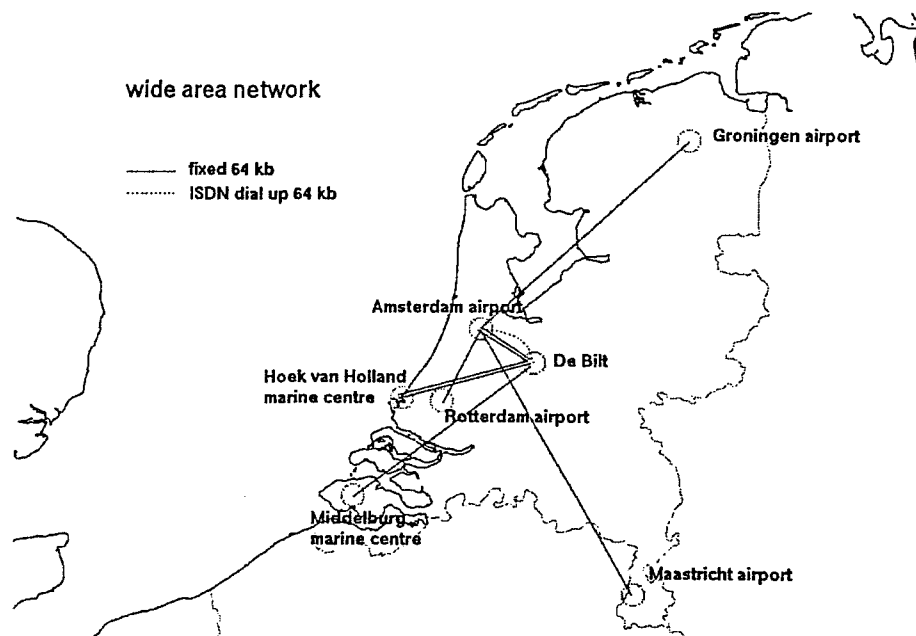 wide area network
fixed 64 kb
ISDN dial up 64 kb
Groningen airport
Amsterdam airport
De Bilt
Hoek van Holland
marine centre
Rotterdam airport
Middelburg
marine centre
Maastricht airport